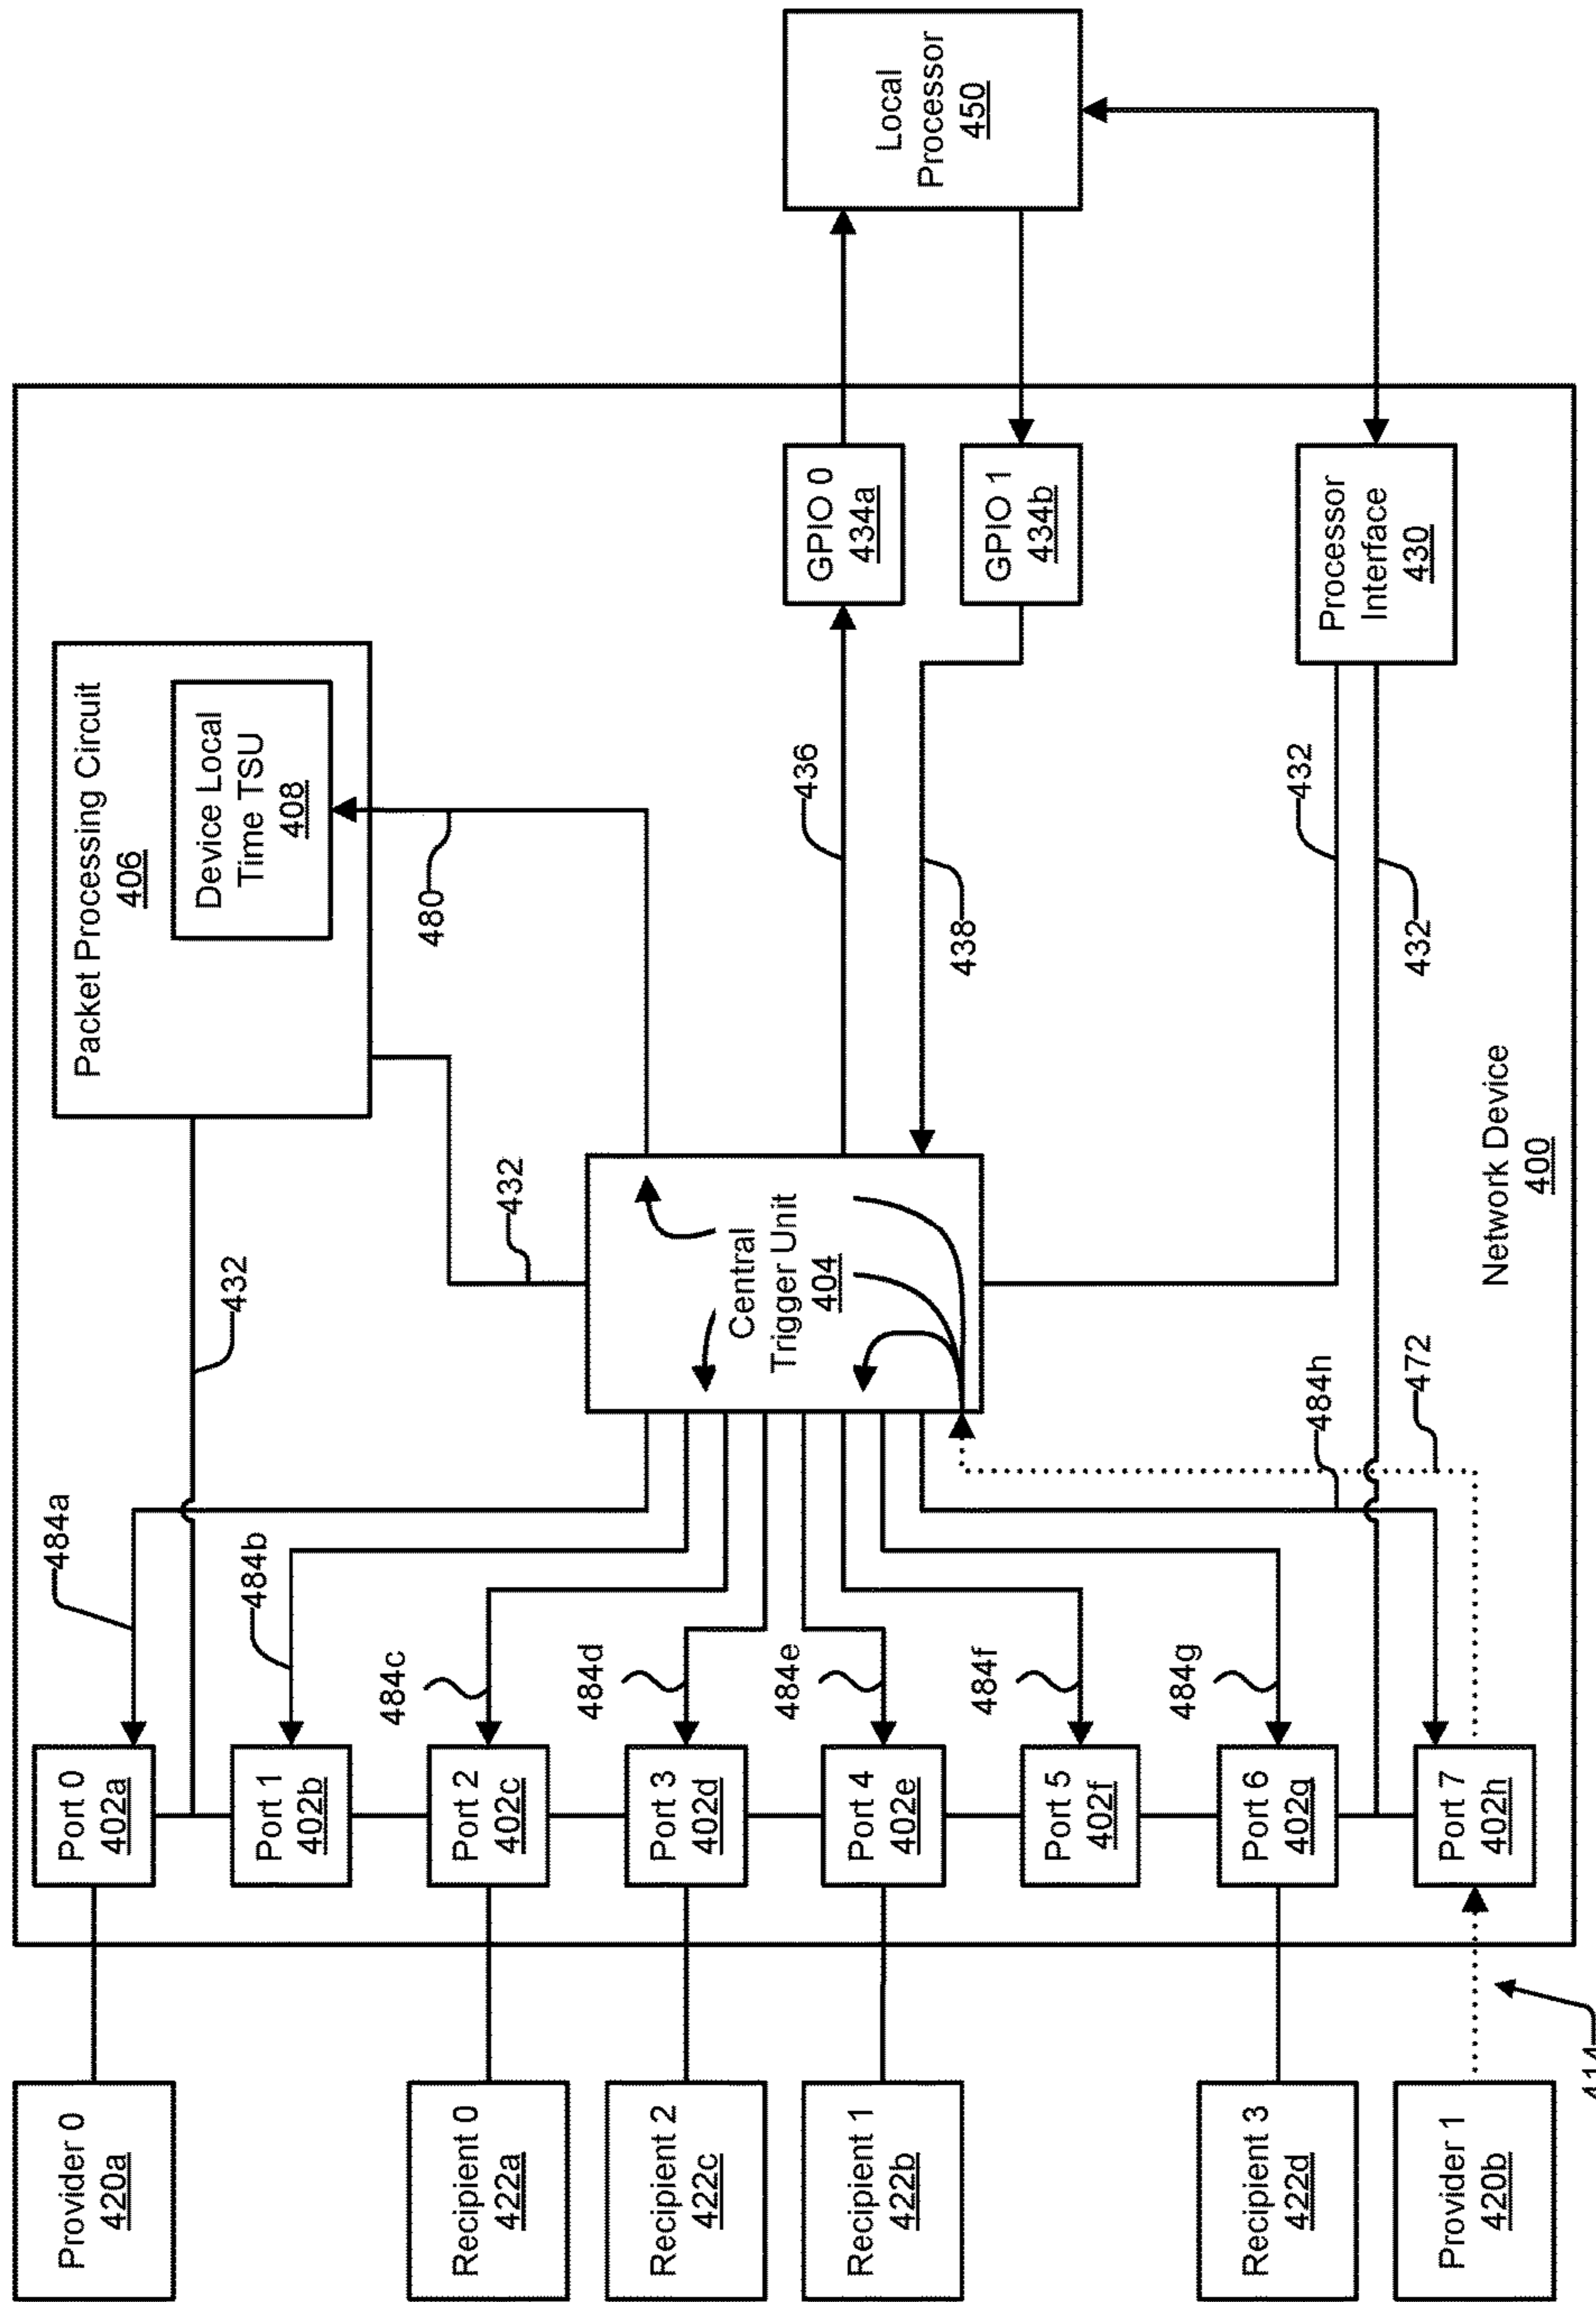 Provider 0
420a
Port 0
402a
484a
432
Packet Processing Circuit
406
Device Local
Time TSU
408
480
484b
Port 1
402b
Recipient 0
422a
Port 2
402c
484c
432
Recipient 2
422c
Port 3
402d
484d
Central
Trigger Unit
404
436
GPIO 0
434a
Local
Processor
450
Recipient 1
422b
Port 4
402e
484e
438
GPIO 1
434b
Port 5
402f
484f
Recipient 3
422d
Port 6
402g
484g
432
432
Processor
Interface
430
484h
472
Provider 1
420b
Port 7
402h
414
Network Device
400